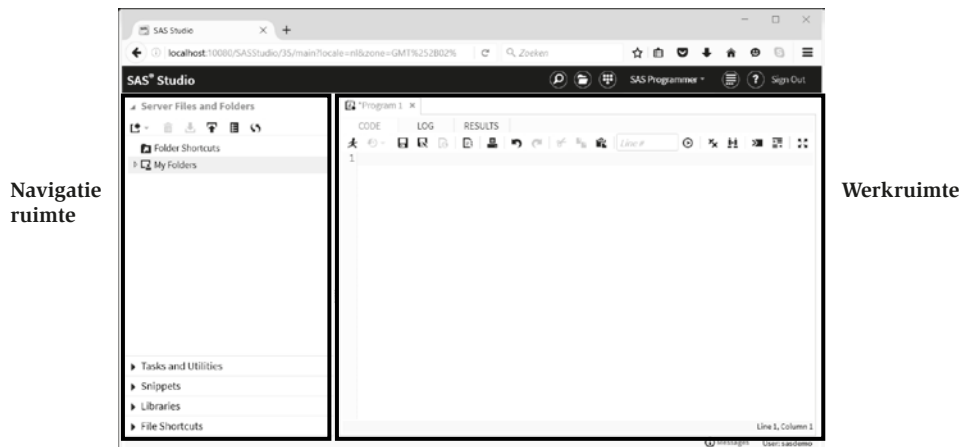 SAS Studio
localhost:10080/SASStudio/35/main?locale=nl&zone=GMT%252B02%
Zoeken
SAS® Studio
SAS Programmer
Sign Out
Server Files and Folders
Folder Shortcuts
My Folders
Tasks and Utilities
Snippets
Libraries
File Shortcuts
*Program 1
CODE LOG RESULTS
Line #
1
Line 1, Column 1
Messages User: sasdemo
Navigatie
ruimte
Werkruimte